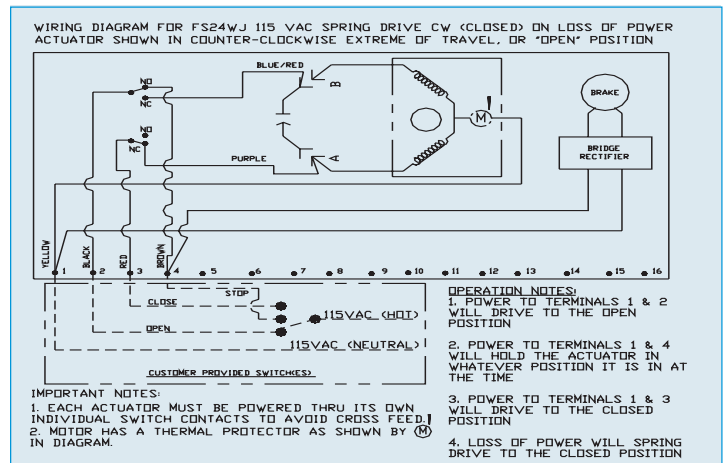 WIRING DIAGRAM FOR FS24WJ 115 VAC SPRING DRIVE CW (CLOSED) ON LOSS OF POWER
ACTUATOR SHOWN IN COUNTER-CLOCKWISE EXTREME OF TRAVEL, OR "OPEN" POSITION
BLUE/RED
NO
NC
B
BRAKE
M
NO
NC
BRIDGE
RECTIFIER
PURPLE
A
YELLOW
BLACK
RED
BROWN
1 2 3 4 5 6 7 8 9 10 11 12 13 14 15 16
STOP
CLOSE
115VAC (HOT)
OPEN
115VAC (NEUTRAL)
CUSTOMER PROVIDED SWITCH(ES)
IMPORTANT NOTES:
1. EACH ACTUATOR MUST BE POWERED THRU ITS OWN
INDIVIDUAL SWITCH CONTACTS TO AVOID CROSS FEED.
2. MOTOR HAS A THERMAL PROTECTOR AS SHOWN BY M
IN DIAGRAM.
OPERATION NOTES:
1. POWER TO TERMINALS 1 & 2
WILL DRIVE TO THE OPEN
POSITION
2. POWER TO TERMINALS 1 & 4
WILL HOLD THE ACTUATOR IN
WHATEVER POSITION IT IS IN AT
THE TIME
3. POWER TO TERMINALS 1 & 3
WILL DRIVE TO THE CLOSED
POSITION
4. LOSS OF POWER WILL SPRING
DRIVE TO THE CLOSED POSITION